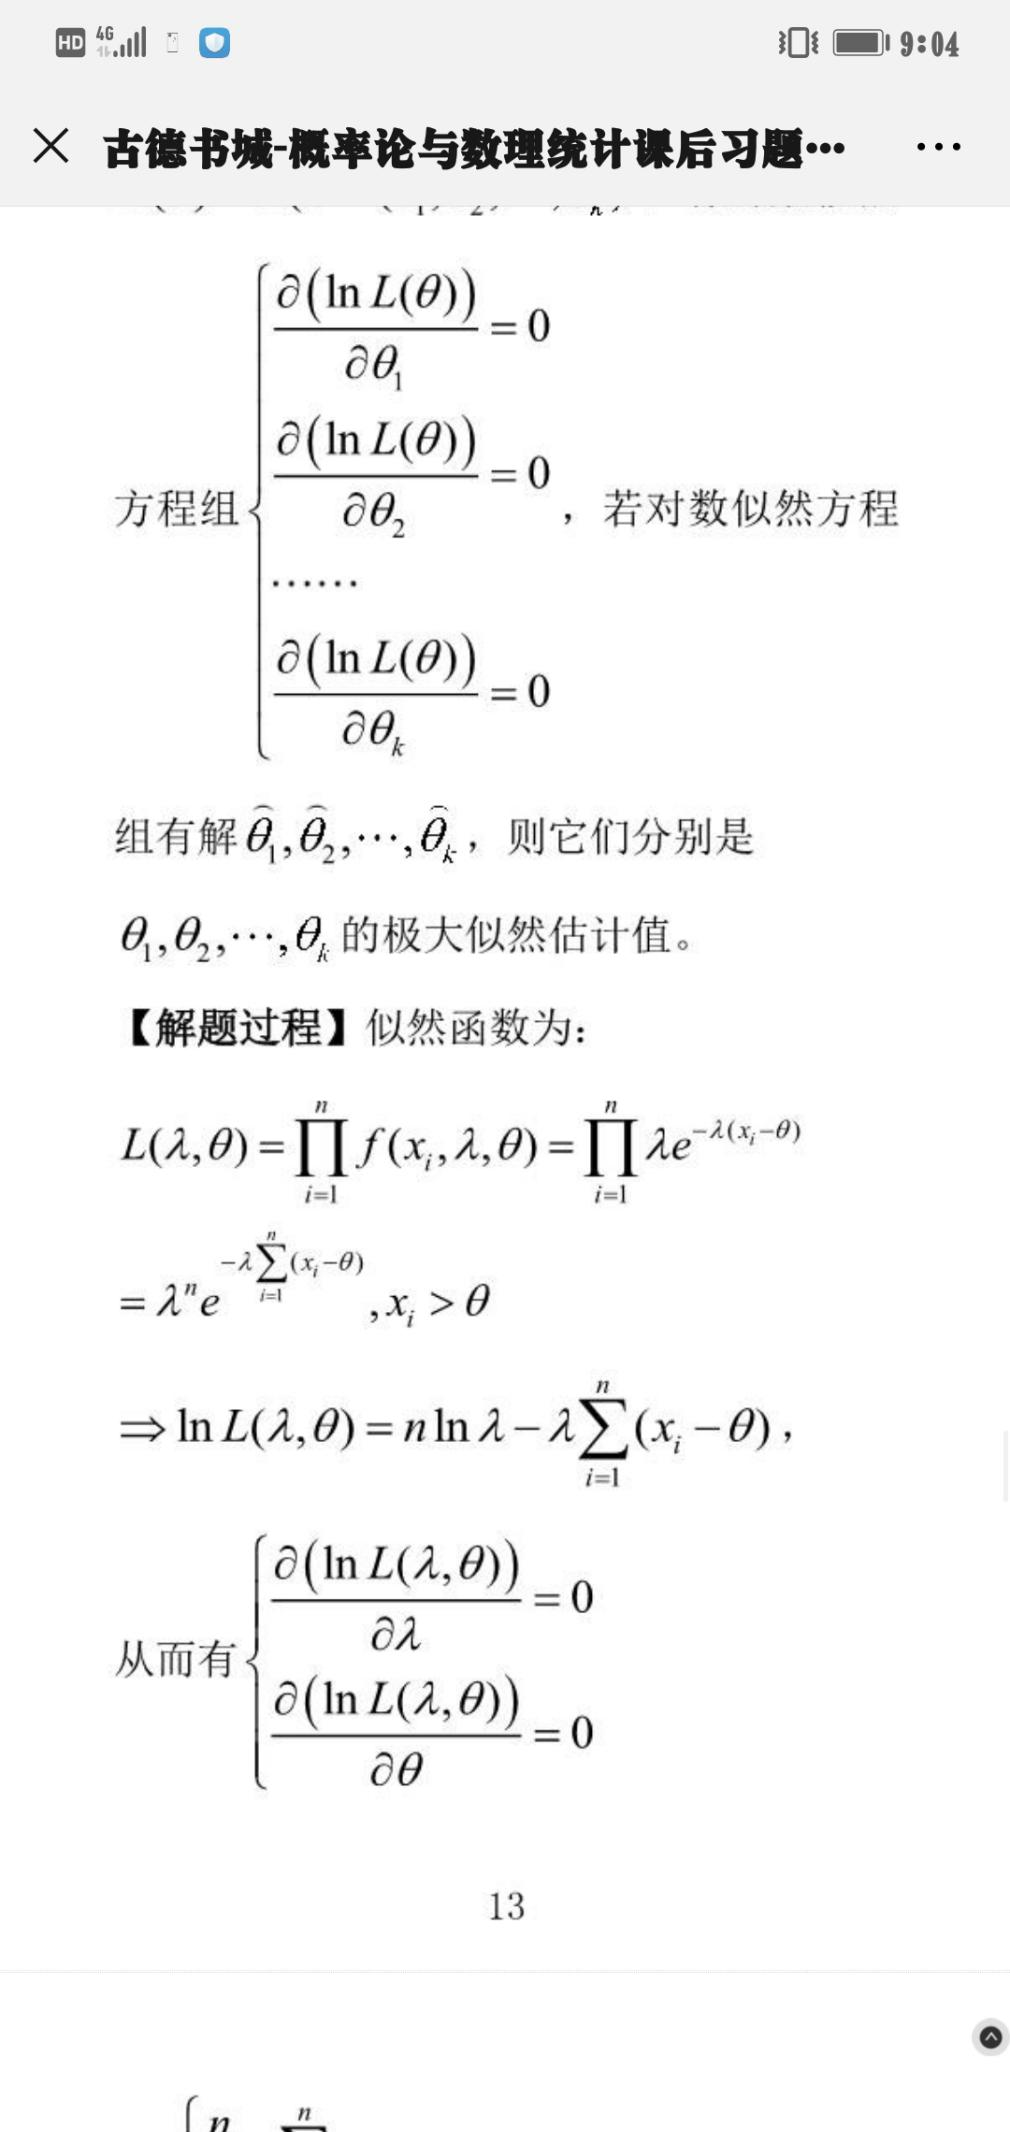 HD 4G 9:04
古德书城-概率论与数理统计课后习题… …
方程组{∂(ln L(θ))/∂θ₁ = 0
∂(ln L(θ))/∂θ₂ = 0
，若对数似然方程
……
∂(ln L(θ))/∂θₖ = 0
组有解 θ̂₁,θ̂₂,⋯,θ̂ₖ，则它们分别是
θ₁,θ₂,⋯,θₖ 的极大似然估计值。
【解题过程】似然函数为：
L(λ,θ) = ∏ᵢ₌₁ⁿ f(xᵢ,λ,θ) = ∏ᵢ₌₁ⁿ λe^{-λ(xᵢ-θ)}
= λⁿe^{-λ∑ᵢ₌₁ⁿ(xᵢ-θ)}, xᵢ > θ
⇒ ln L(λ,θ) = n ln λ − λ∑ᵢ₌₁ⁿ(xᵢ − θ)，
从而有{∂(ln L(λ,θ))/∂λ = 0
∂(ln L(λ,θ))/∂θ = 0
13